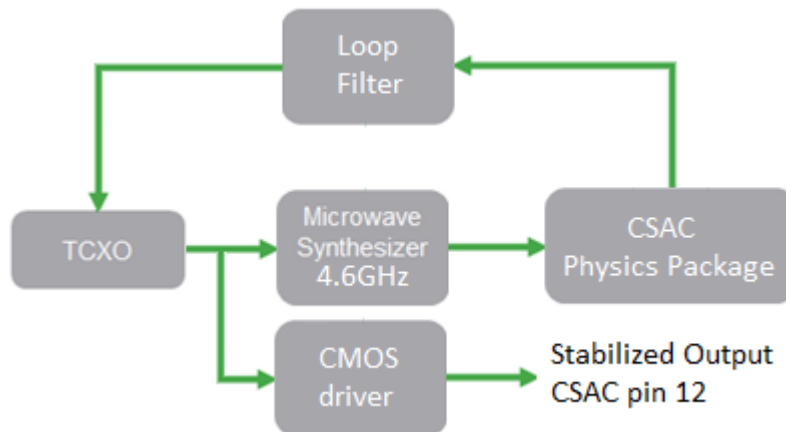 Loop
Filter
TCXO
Microwave
Synthesizer
4.6GHz
CSAC
Physics Package
CMOS
driver
Stabilized Output
CSAC pin 12